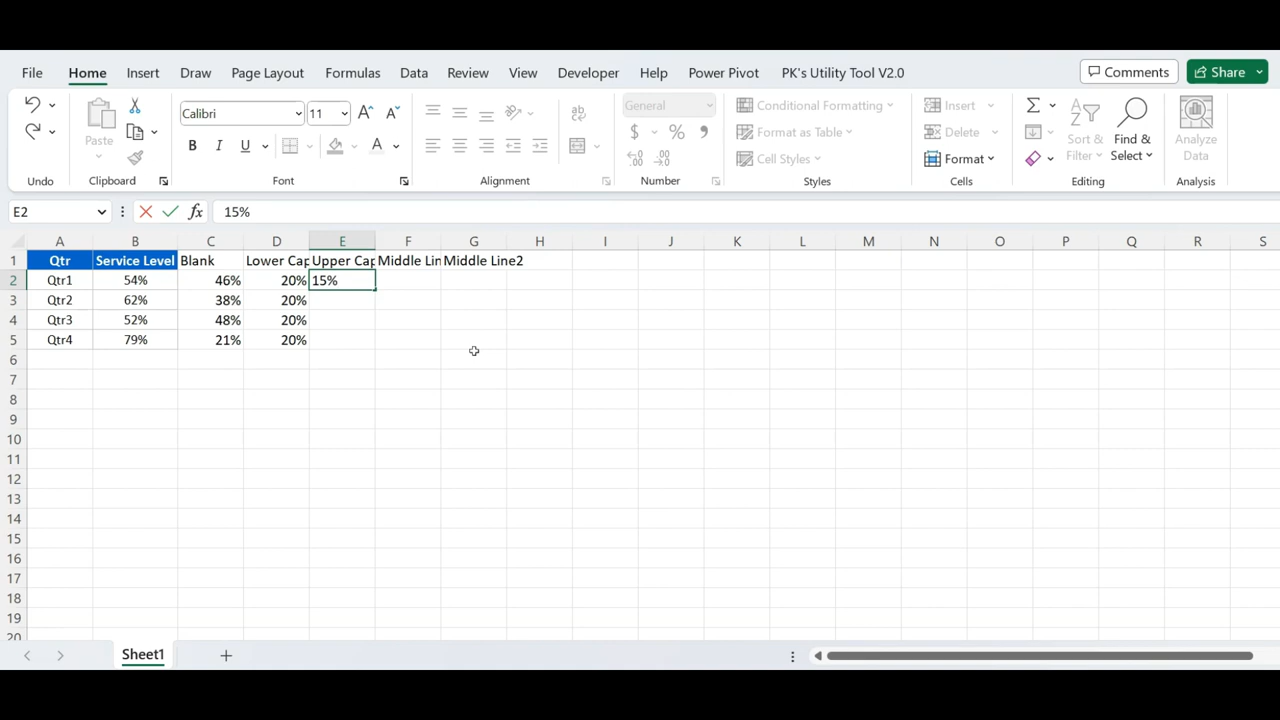 File Home Insert Draw Page Layout Formulas Data Review View Developer Help Power Pivot PK's Utility Tool V2.0 Comments Share
Paste
Calibri 11
B I U A
General
$ % 9
Conditional Formatting
Format as Table
Cell Styles
Insert
Delete
Format
Sort &
Filter
Find &
Select
Analyze
Data
Undo Clipboard Font Alignment Number Styles Cells Editing Analysis
E2 fx 15%
A B C D E F G H I J K L M N O P Q R S
1 Qtr Service Level Blank Lower Cap Upper Cap Middle Lin Middle Line2
2 Qtr1 54% 46% 20% 15%
3 Qtr2 62% 38% 20%
4 Qtr3 52% 48% 20%
5 Qtr4 79% 21% 20%
6
7
8
9
10
11
12
13
14
15
16
17
18
19
20
Sheet1